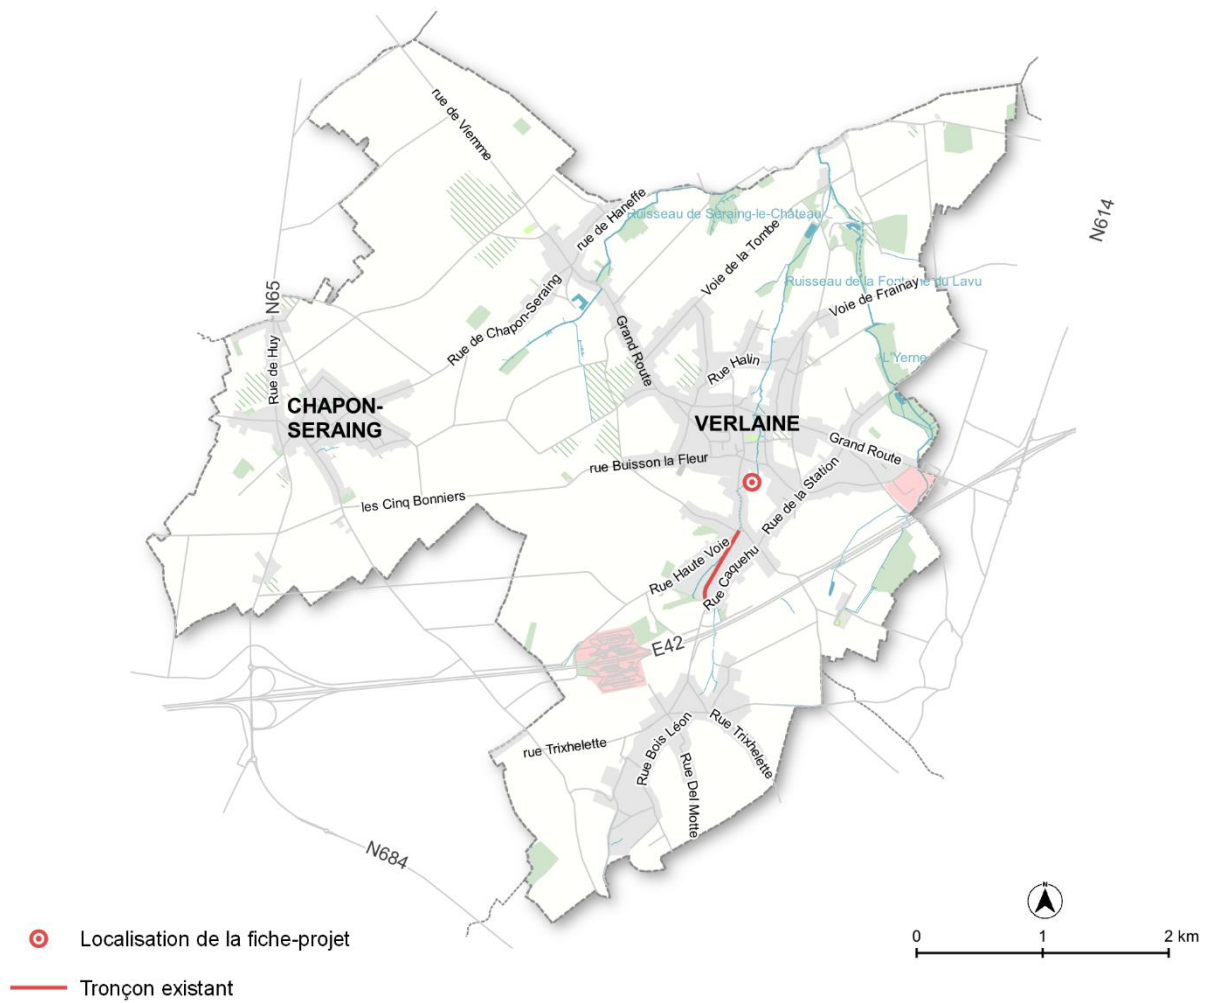 rue de Viemme
rue de Haneffe
Ruisseau de Seraing-le-Château
N614
Voie de la Tombe
N65
Ruisseau de la Fontaine du Lavu
Rue de Chapon-Seraing
Voie de Frainay
Grand Route
Rue de Huy
L'Yerne
Rue Halin
CHAPON-
SERAING
VERLAINE
Grand Route
rue Buisson la Fleur
Rue de la Station
les Cinq Bonniers
Rue Haute Voie
Rue Caquehu
E42
Rue Bois Léon
Rue Trixhelette
rue Trixhelette
Rue Del Motte
N684
N
Localisation de la fiche-projet
0 1 2 km
Tronçon existant